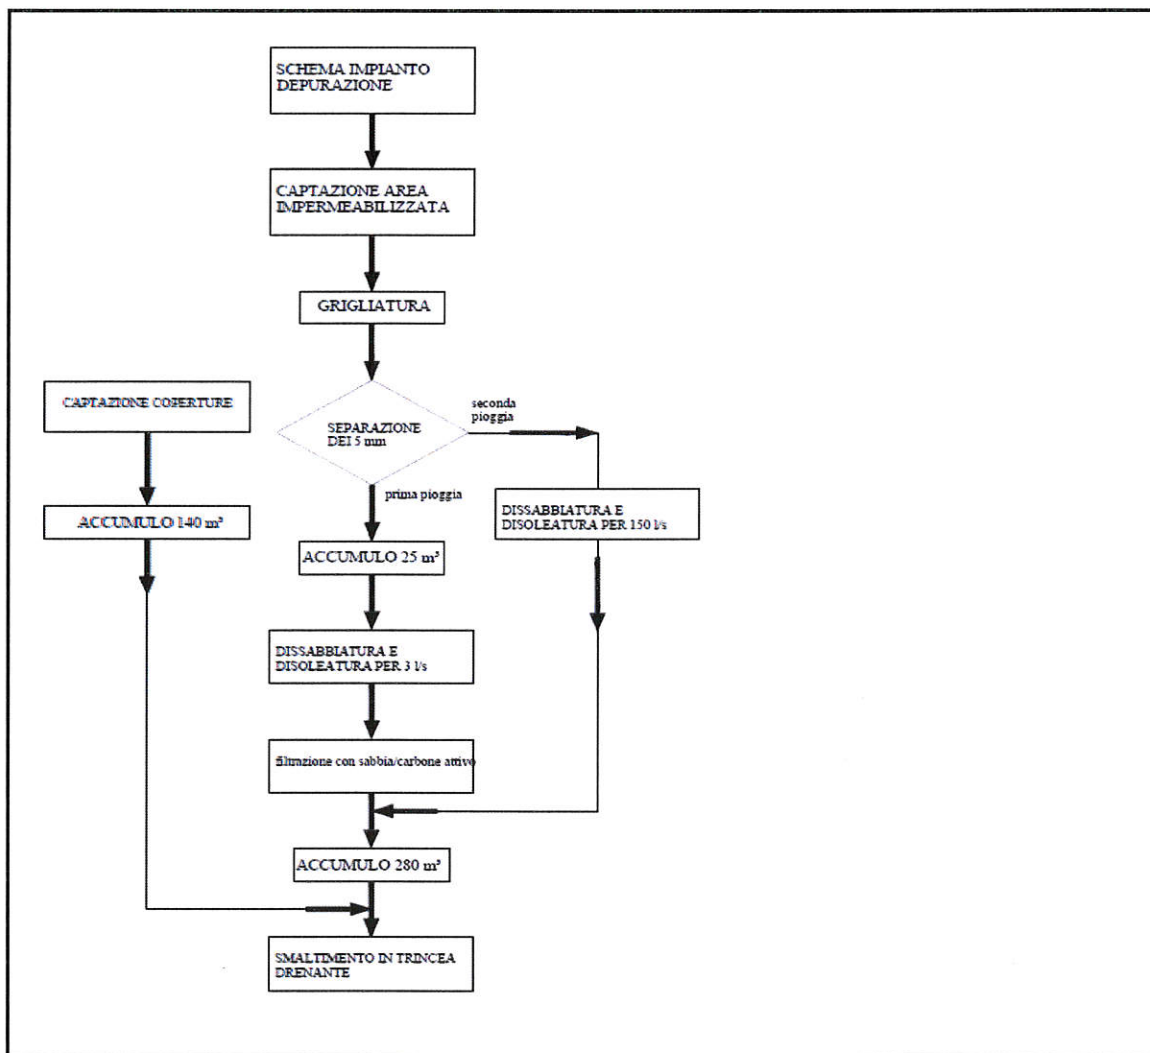 SCHEMA IMPIANTO
DEPURAZIONE
CAPTAZIONE AREA
IMPERMEABILIZZATA
GRIGLIATURA
CAPTAZIONE COPERTURE
SEPARAZIONE
DEI 5 mm
seconda
pioggia
prima pioggia
ACCUMULO 140 m³
DISSABBIATURA E
DISOLEATURA PER 150 l/s
ACCUMULO 25 m³
DISSABBIATURA E
DISOLEATURA PER 3 l/s
filtrazione con sabbia/carbone attivo
ACCUMULO 280 m³
SMALTIMENTO IN TRINCEA
DRENANTE